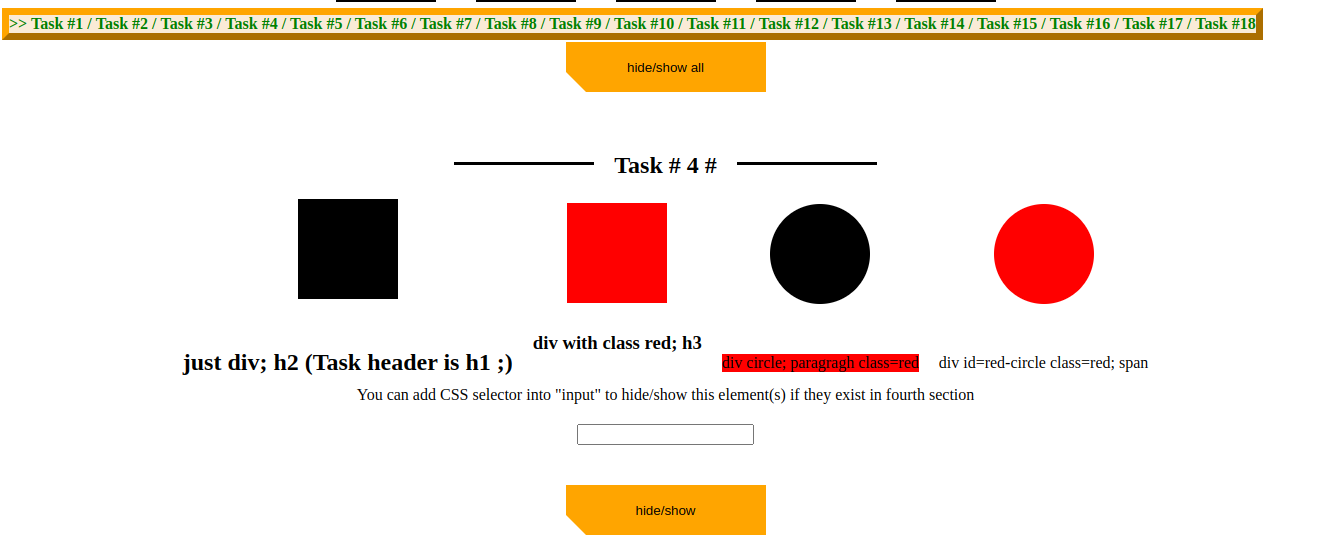 >> Task #1 / Task #2 / Task #3 / Task #4 / Task #5 / Task #6 / Task #7 / Task #8 / Task #9 / Task #10 / Task #11 / Task #12 / Task #13 / Task #14 / Task #15 / Task #16 / Task #17 / Task #18
hide/show all
Task # 4 #
just div; h2 (Task header is h1 ;)
div with class red; h3
div circle; paragragh class=red
div id=red-circle class=red; span
You can add CSS selector into "input" to hide/show this element(s) if they exist in fourth section
hide/show